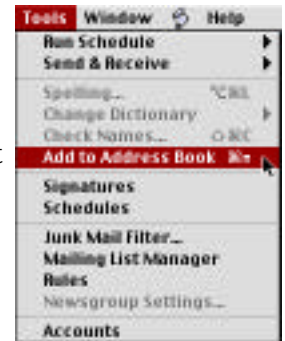 Tools Window Help
Run Schedule
Send & Receive
Spelling...
Change Dictionary
Check Names...
Add to Address Book
Signatures
Schedules
Junk Mail Filter...
Mailing List Manager
Rules
Newsgroup Settings...
Accounts